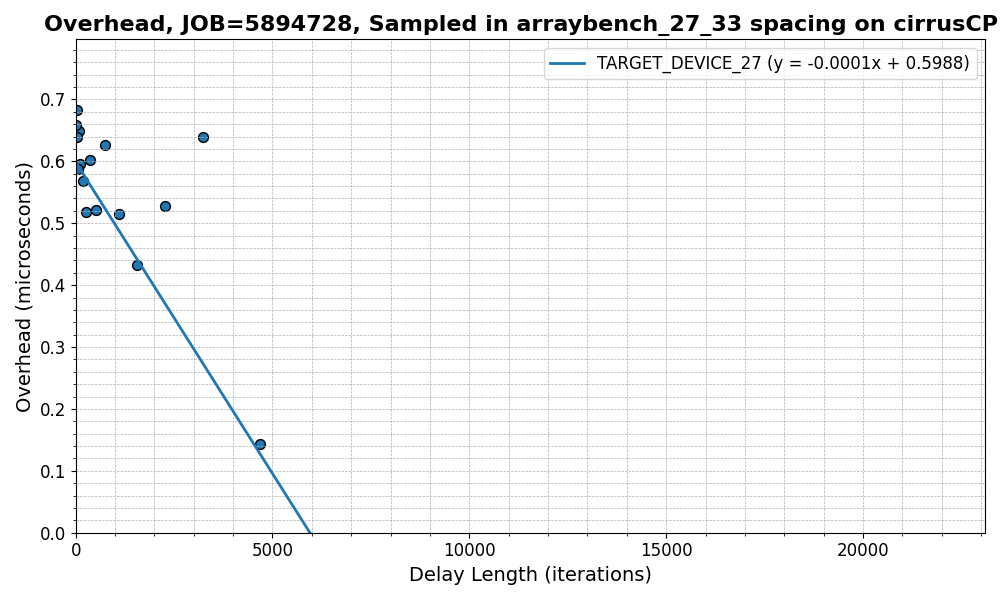 Overhead, JOB=5894728, Sampled in arraybench_27_33 spacing on cirrusCP
TARGET_DEVICE_27 (y = -0.0001x + 0.5988)
Overhead (microseconds)
0.7
0.6
0.5
0.4
0.3
0.2
0.1
0.0
0 5000 10000 15000 20000
Delay Length (iterations)